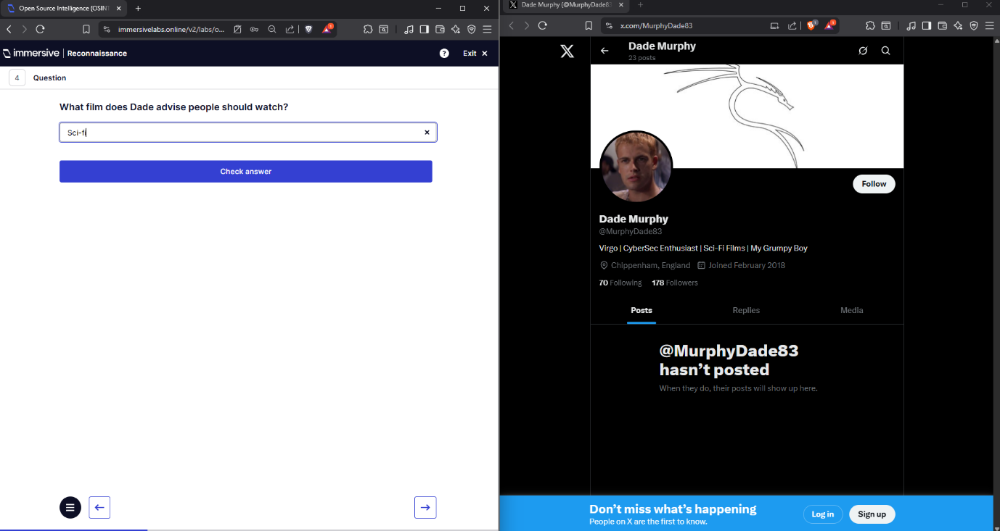 Open Source Intelligence (OSINT
immersivelabs.online/v2/labs/o...
immersive | Reconnaissance
? Exit ×
4 Question
What film does Dade advise people should watch?
Sci-fi
Check answer
Dade Murphy (@MurphyDade83
x.com/MurphyDade83
Dade Murphy
23 posts
Follow
Dade Murphy
@MurphyDade83
Virgo | CyberSec Enthusiast | Sci-Fi Films | My Grumpy Boy
Chippenham, England Joined February 2018
70 Following 178 Followers
Posts Replies Media
@MurphyDade83
hasn’t posted
When they do, their posts will show up here.
Don’t miss what’s happening
People on X are the first to know.
Log in Sign up